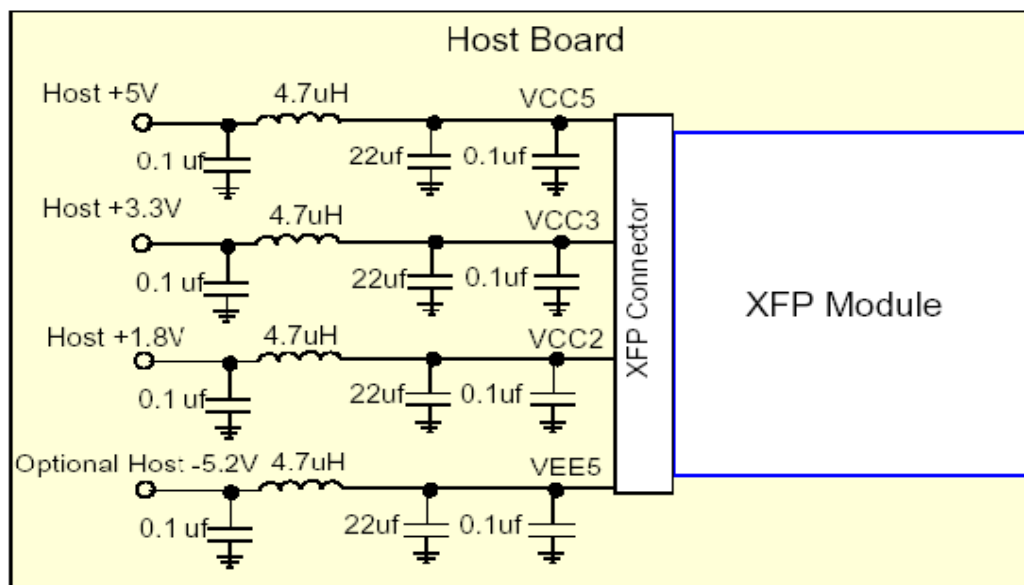 Host Board
Host +5V
4.7uH
VCC5
0.1 uf
22uf
0.1uf
Host +3.3V
4.7uH
VCC3
0.1 uf
22uf
0.1uf
Host +1.8V
4.7uH
VCC2
0.1 uf
22uf
0.1uf
Optional Host -5.2V
4.7uH
VEE5
0.1 uf
22uf
0.1uf
XFP Connector
XFP Module